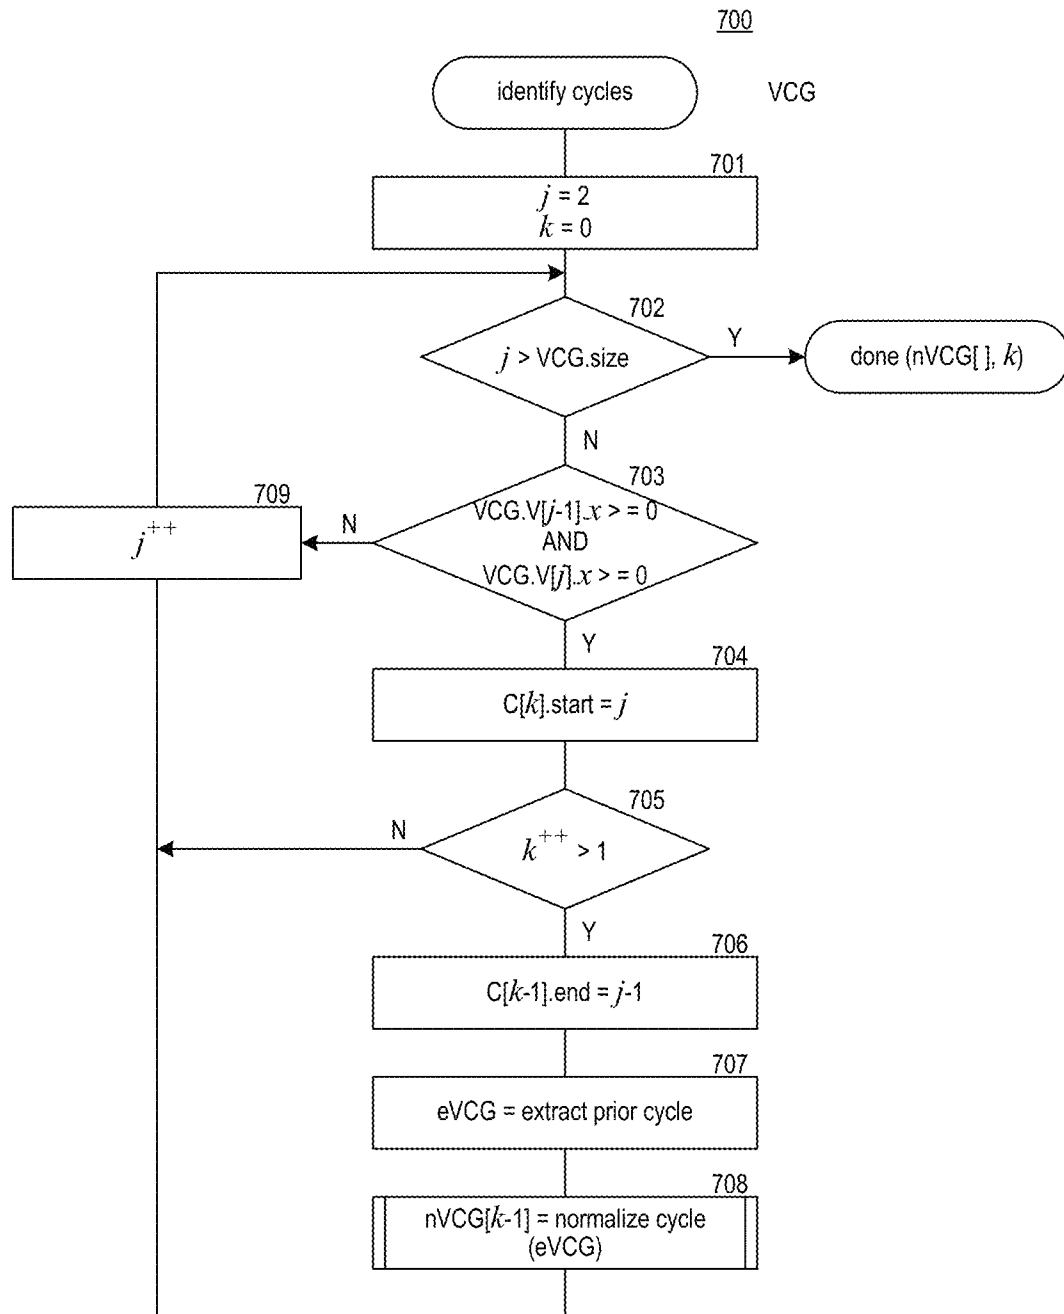 700
identify cycles
VCG
701
j = 2
k = 0
702
j > VCG.size
Y
done (nVCG[ ], k)
N
703
VCG.V[j-1].x > = 0
AND
VCG.V[j].x > = 0
N
709
j++
Y
704
C[k].start = j
705
k++ > 1
N
Y
706
C[k-1].end = j-1
707
eVCG = extract prior cycle
708
nVCG[k-1] = normalize cycle
(eVCG)